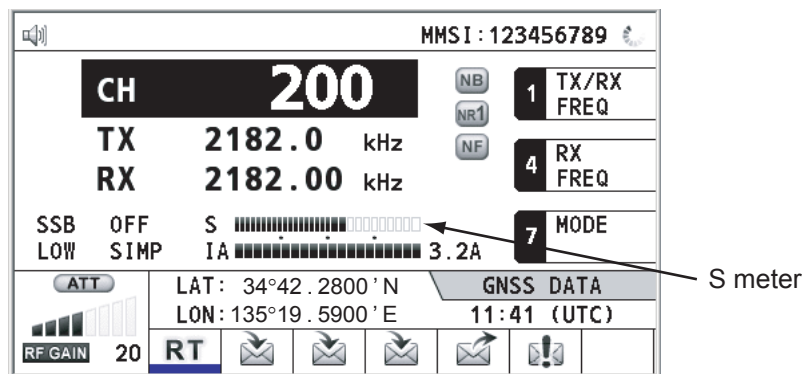 MMSI:123456789
CH 200
TX 2182.0 kHz
RX 2182.00 kHz
NB
NR1
NF
1 TX/RX FREQ
4 RX FREQ
7 MODE
SSB OFF S
LOW SIMP IA 3.2A
S meter
ATT
RF GAIN 20
LAT: 34°42.2800'N
LON:135°19.5900'E
GNSS DATA
11:41 (UTC)
RT